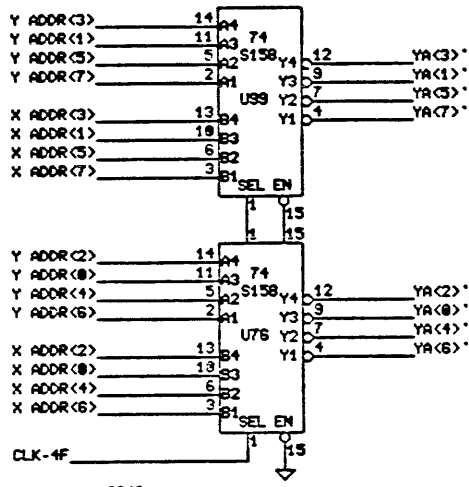 Y ADDR<3> 14 A4 74
Y ADDR<1> 11 A3 S158 Y4 12 YA<3>'
Y ADDR<5> 5 A2 Y3 9 YA<1>'
Y ADDR<7> 2 A1 Y2 7 YA<5>'
U99 Y1 4 YA<7>'
X ADDR<3> 13 B4
X ADDR<1> 10 B3
X ADDR<5> 6 B2
X ADDR<7> 3 B1
SEL EN
1 15
1 15
Y ADDR<2> 14 A4 74
Y ADDR<0> 11 A3 S158 Y4 12 YA<2>'
Y ADDR<4> 5 A2 Y3 9 YA<0>'
Y ADDR<6> 2 A1 Y2 7 YA<4>'
U76 Y1 4 YA<6>'
X ADDR<2> 13 B4
X ADDR<0> 13 B3
X ADDR<4> 6 B2
X ADDR<6> 3 B1
SEL EN
CLK-4F 1 15